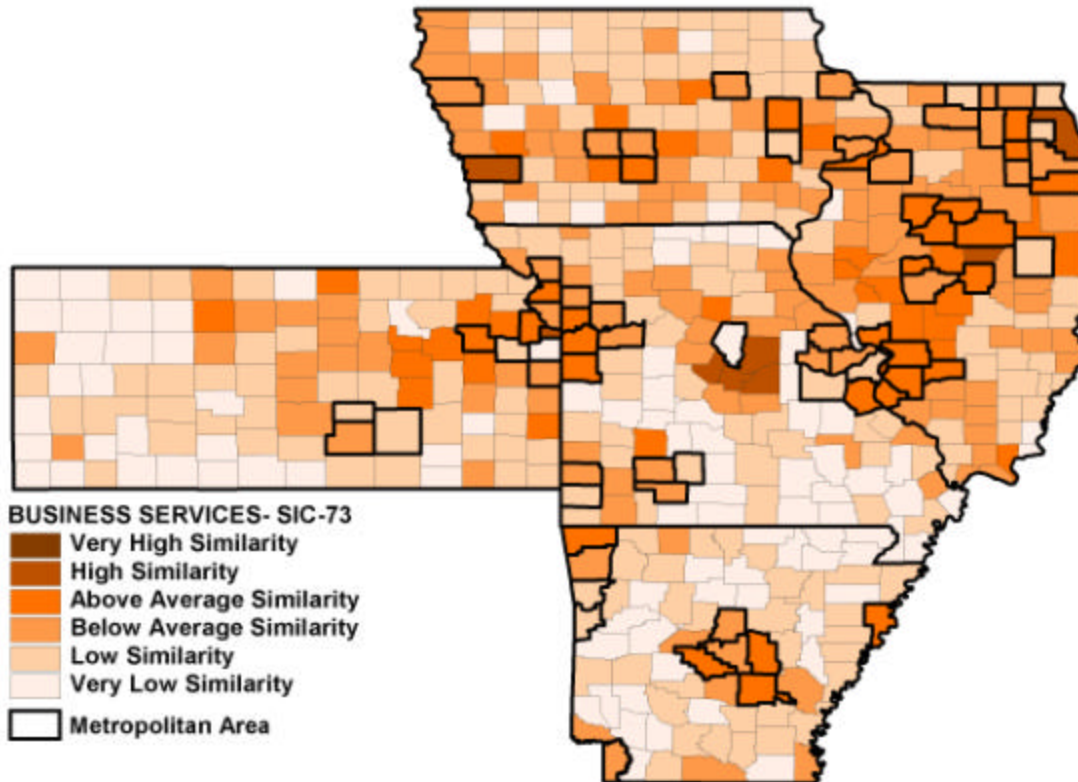 BUSINESS SERVICES- SIC-73
Very High Similarity
High Similarity
Above Average Similarity
Below Average Similarity
Low Similarity
Very Low Similarity
Metropolitan Area